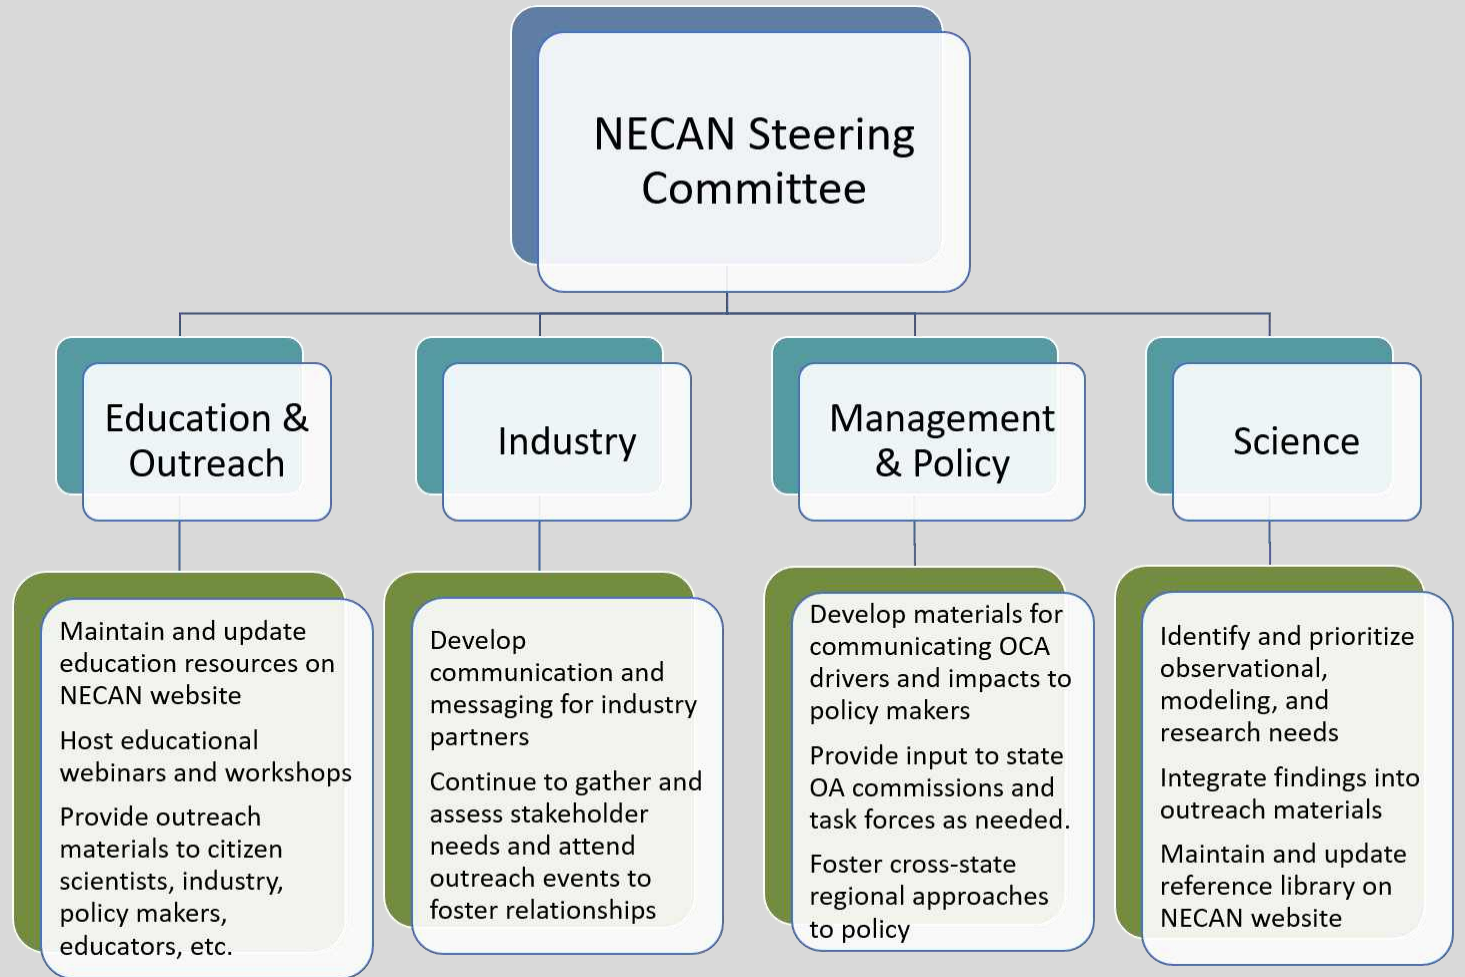 NECAN Steering
Committee
Education &
Outreach
Industry
Management
& Policy
Science
Maintain and update
education resources on
NECAN website
Host educational
webinars and workshops
Provide outreach
materials to citizen
scientists, industry,
policy makers,
educators, etc.
Develop
communication and
messaging for industry
partners
Continue to gather and
assess stakeholder
needs and attend
outreach events to
foster relationships
Develop materials for
communicating OCA
drivers and impacts to
policy makers
Provide input to state
OA commissions and
task forces as needed.
Foster cross-state
regional approaches
to policy
Identify and prioritize
observational,
modeling, and
research needs
Integrate findings into
outreach materials
Maintain and update
reference library on
NECAN website